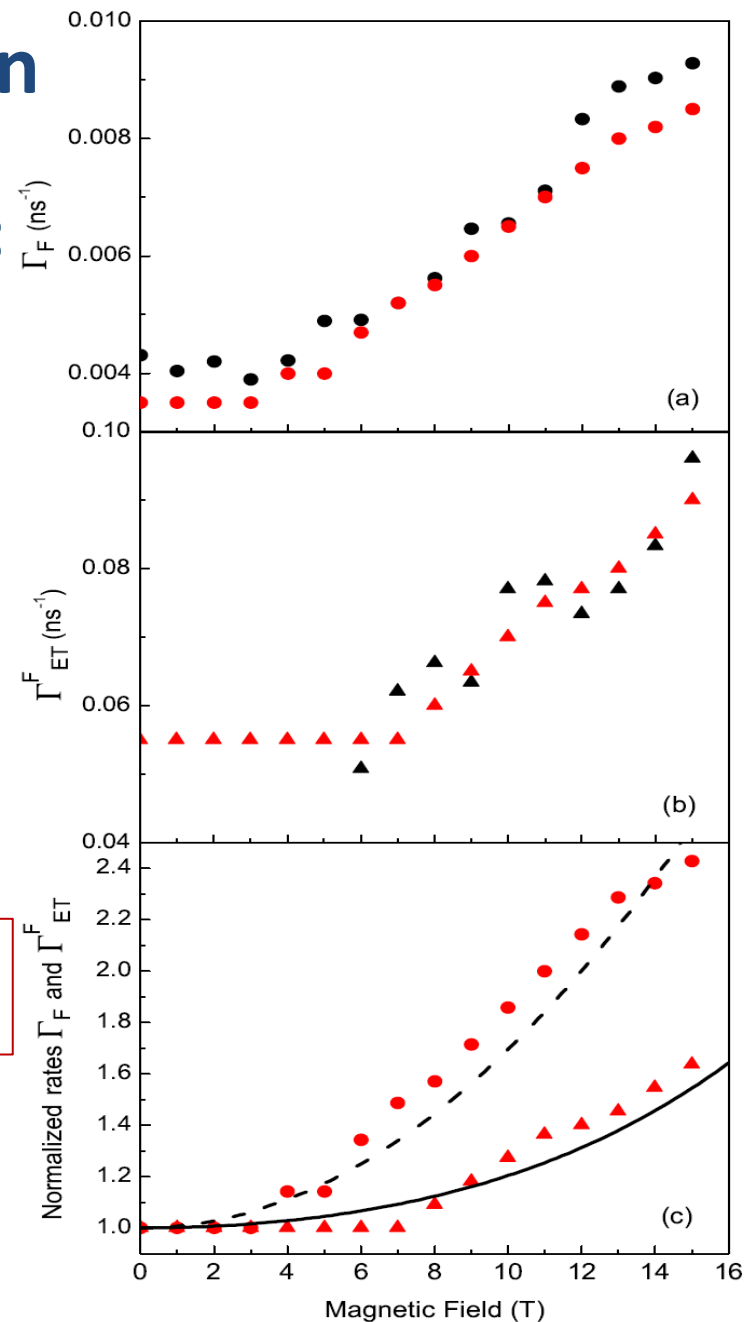 n
0.010
0.008
0.006
0.004
Γ_F (ns⁻¹)
(a)
0.10
0.08
0.06
0.04
Γ^F_ET (ns⁻¹)
(b)
2.4
2.2
2.0
1.8
1.6
1.4
1.2
1.0
Normalized rates Γ_F and Γ^F_ET
(c)
0 2 4 6 8 10 12 14 16
Magnetic Field (T)